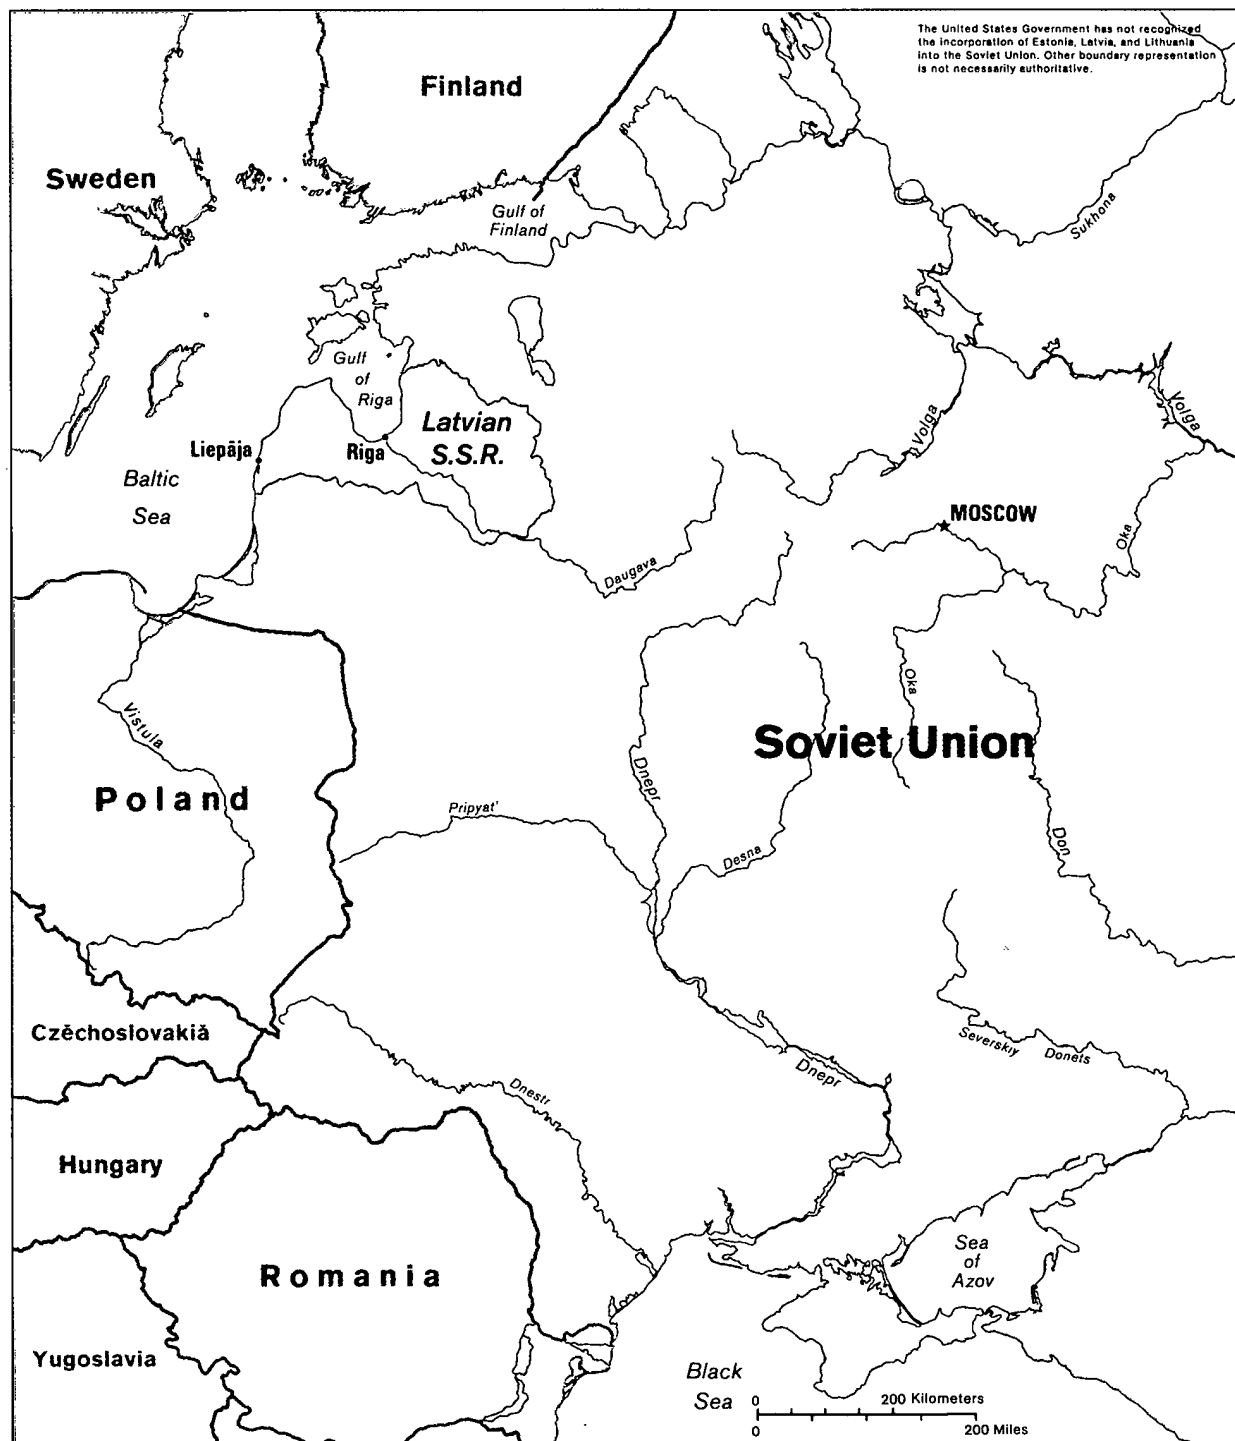 The United States Government has not recognized
the incorporation of Estonia, Latvia, and Lithuania
into the Soviet Union. Other boundary representation
is not necessarily authoritative.
Finland
Sweden
Gulf of
Finland
Sukhona
Gulf
of
Riga
Latvian
S.S.R.
Volga
Volga
Liepāja
Riga
Baltic
Sea
MOSCOW
Oka
Daugava
Oka
Vistula
Soviet Union
Dnepr
Poland
Pripyat'
Desna
Don
Czĕchoslovakiă
Severskiy Donets
Dnepr
Dnestr
Hungary
Sea
of
Azov
Romania
Yugoslavia
Black
Sea
0 200 Kilometers
0 200 Miles